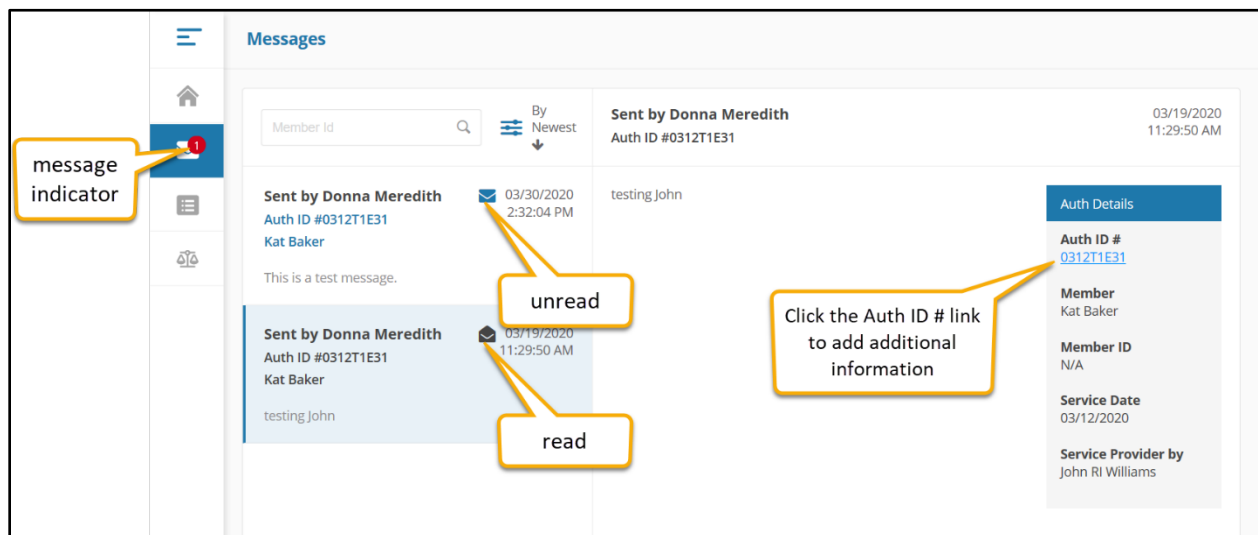 Messages
Member Id
By
Newest
Sent by Donna Meredith
Auth ID #0312T1E31
03/19/2020
11:29:50 AM
1
message
indicator
Sent by Donna Meredith
03/30/2020
Auth ID #0312T1E31
2:32:04 PM
Kat Baker
This is a test message.
unread
Sent by Donna Meredith
03/19/2020
Auth ID #0312T1E31
11:29:50 AM
Kat Baker
testing John
read
testing John
Click the Auth ID # link
to add additional
information
Auth Details
Auth ID #
0312T1E31
Member
Kat Baker
Member ID
N/A
Service Date
03/12/2020
Service Provider by
John RI Williams